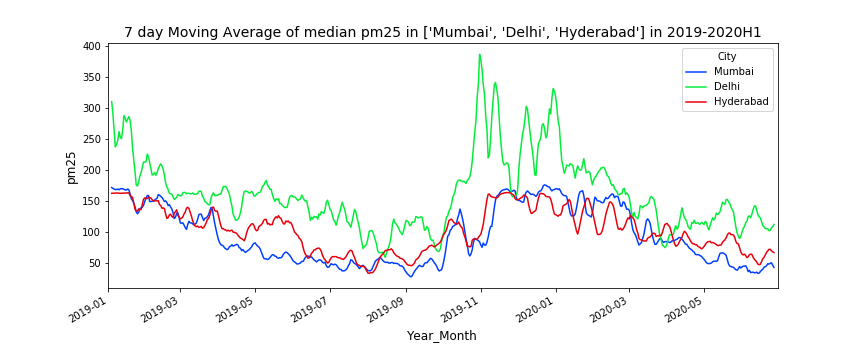 7 day Moving Average of median pm25 in ['Mumbai', 'Delhi', 'Hyderabad'] in 2019-2020H1
City
Mumbai
Delhi
Hyderabad
pm25
400
350
300
250
200
150
100
50
2019-01
2019-03
2019-05
2019-07
2019-09
2019-11
2020-01
2020-03
2020-05
Year_Month